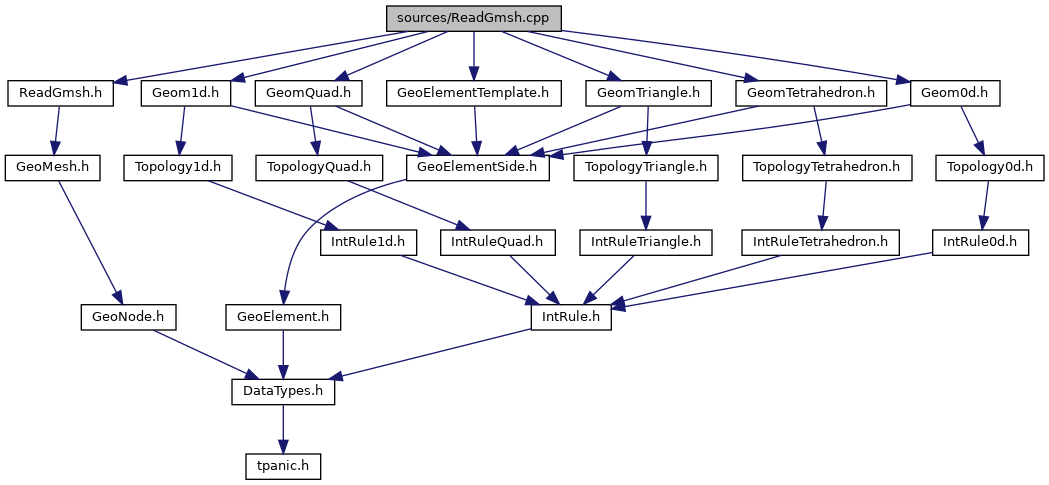 sources/ReadGmsh.cpp
ReadGmsh.h
Geom1d.h
GeomQuad.h
GeoElementTemplate.h
GeomTriangle.h
GeomTetrahedron.h
Geom0d.h
GeoMesh.h
Topology1d.h
TopologyQuad.h
GeoElementSide.h
TopologyTriangle.h
TopologyTetrahedron.h
Topology0d.h
IntRule1d.h
IntRuleQuad.h
IntRuleTriangle.h
IntRuleTetrahedron.h
IntRule0d.h
GeoNode.h
GeoElement.h
IntRule.h
DataTypes.h
tpanic.h